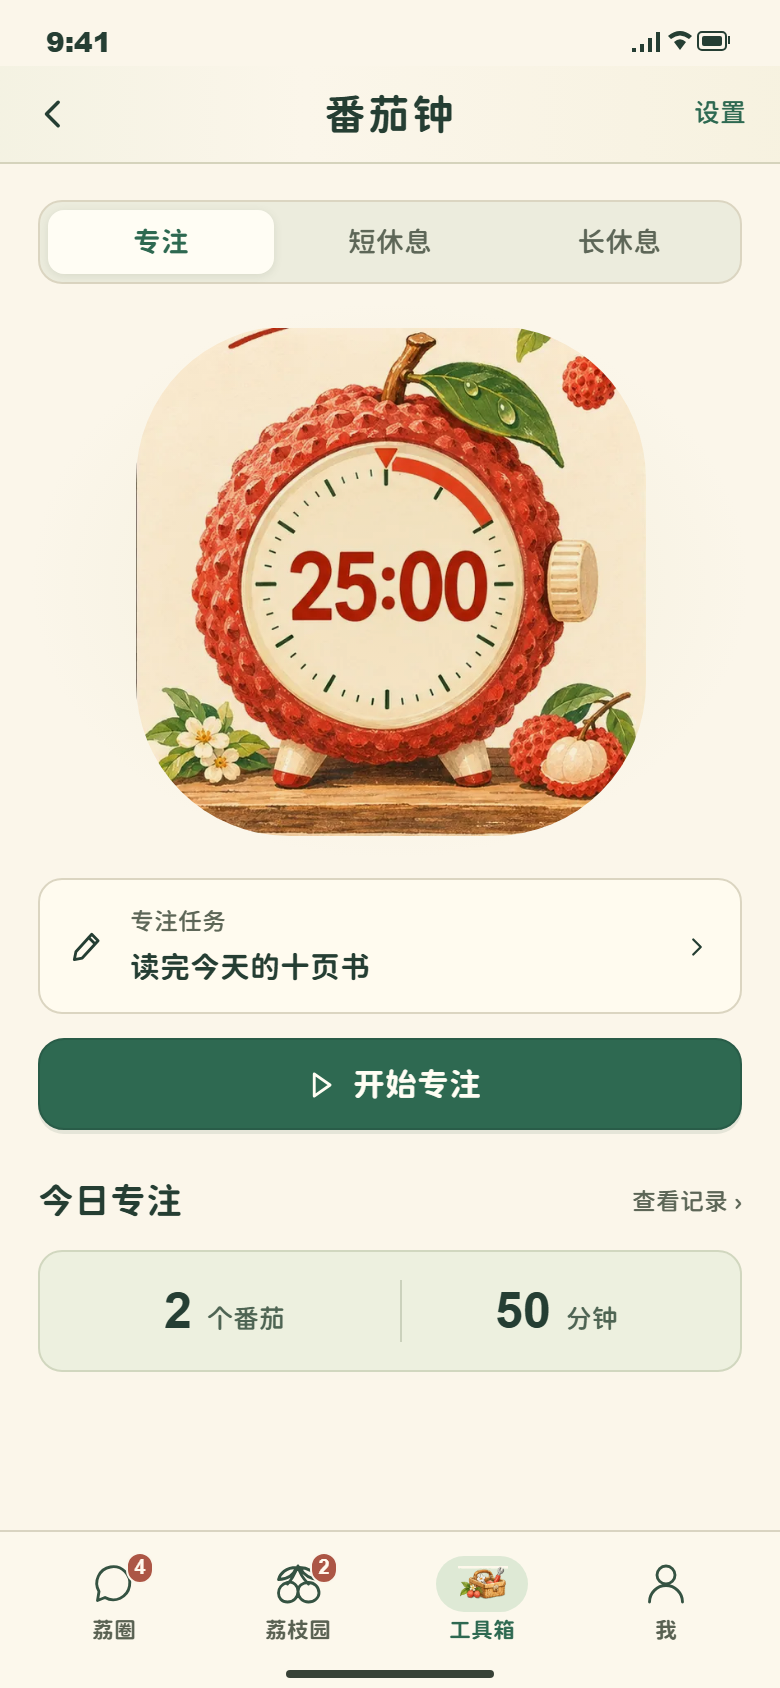 9:41
番茄钟
设置
专注
短休息
长休息
25:00
专注任务
读完今天的十页书
开始专注
今日专注
查看记录 ›
2 个番茄
50 分钟
4
2
荔圈
荔枝园
工具箱
我